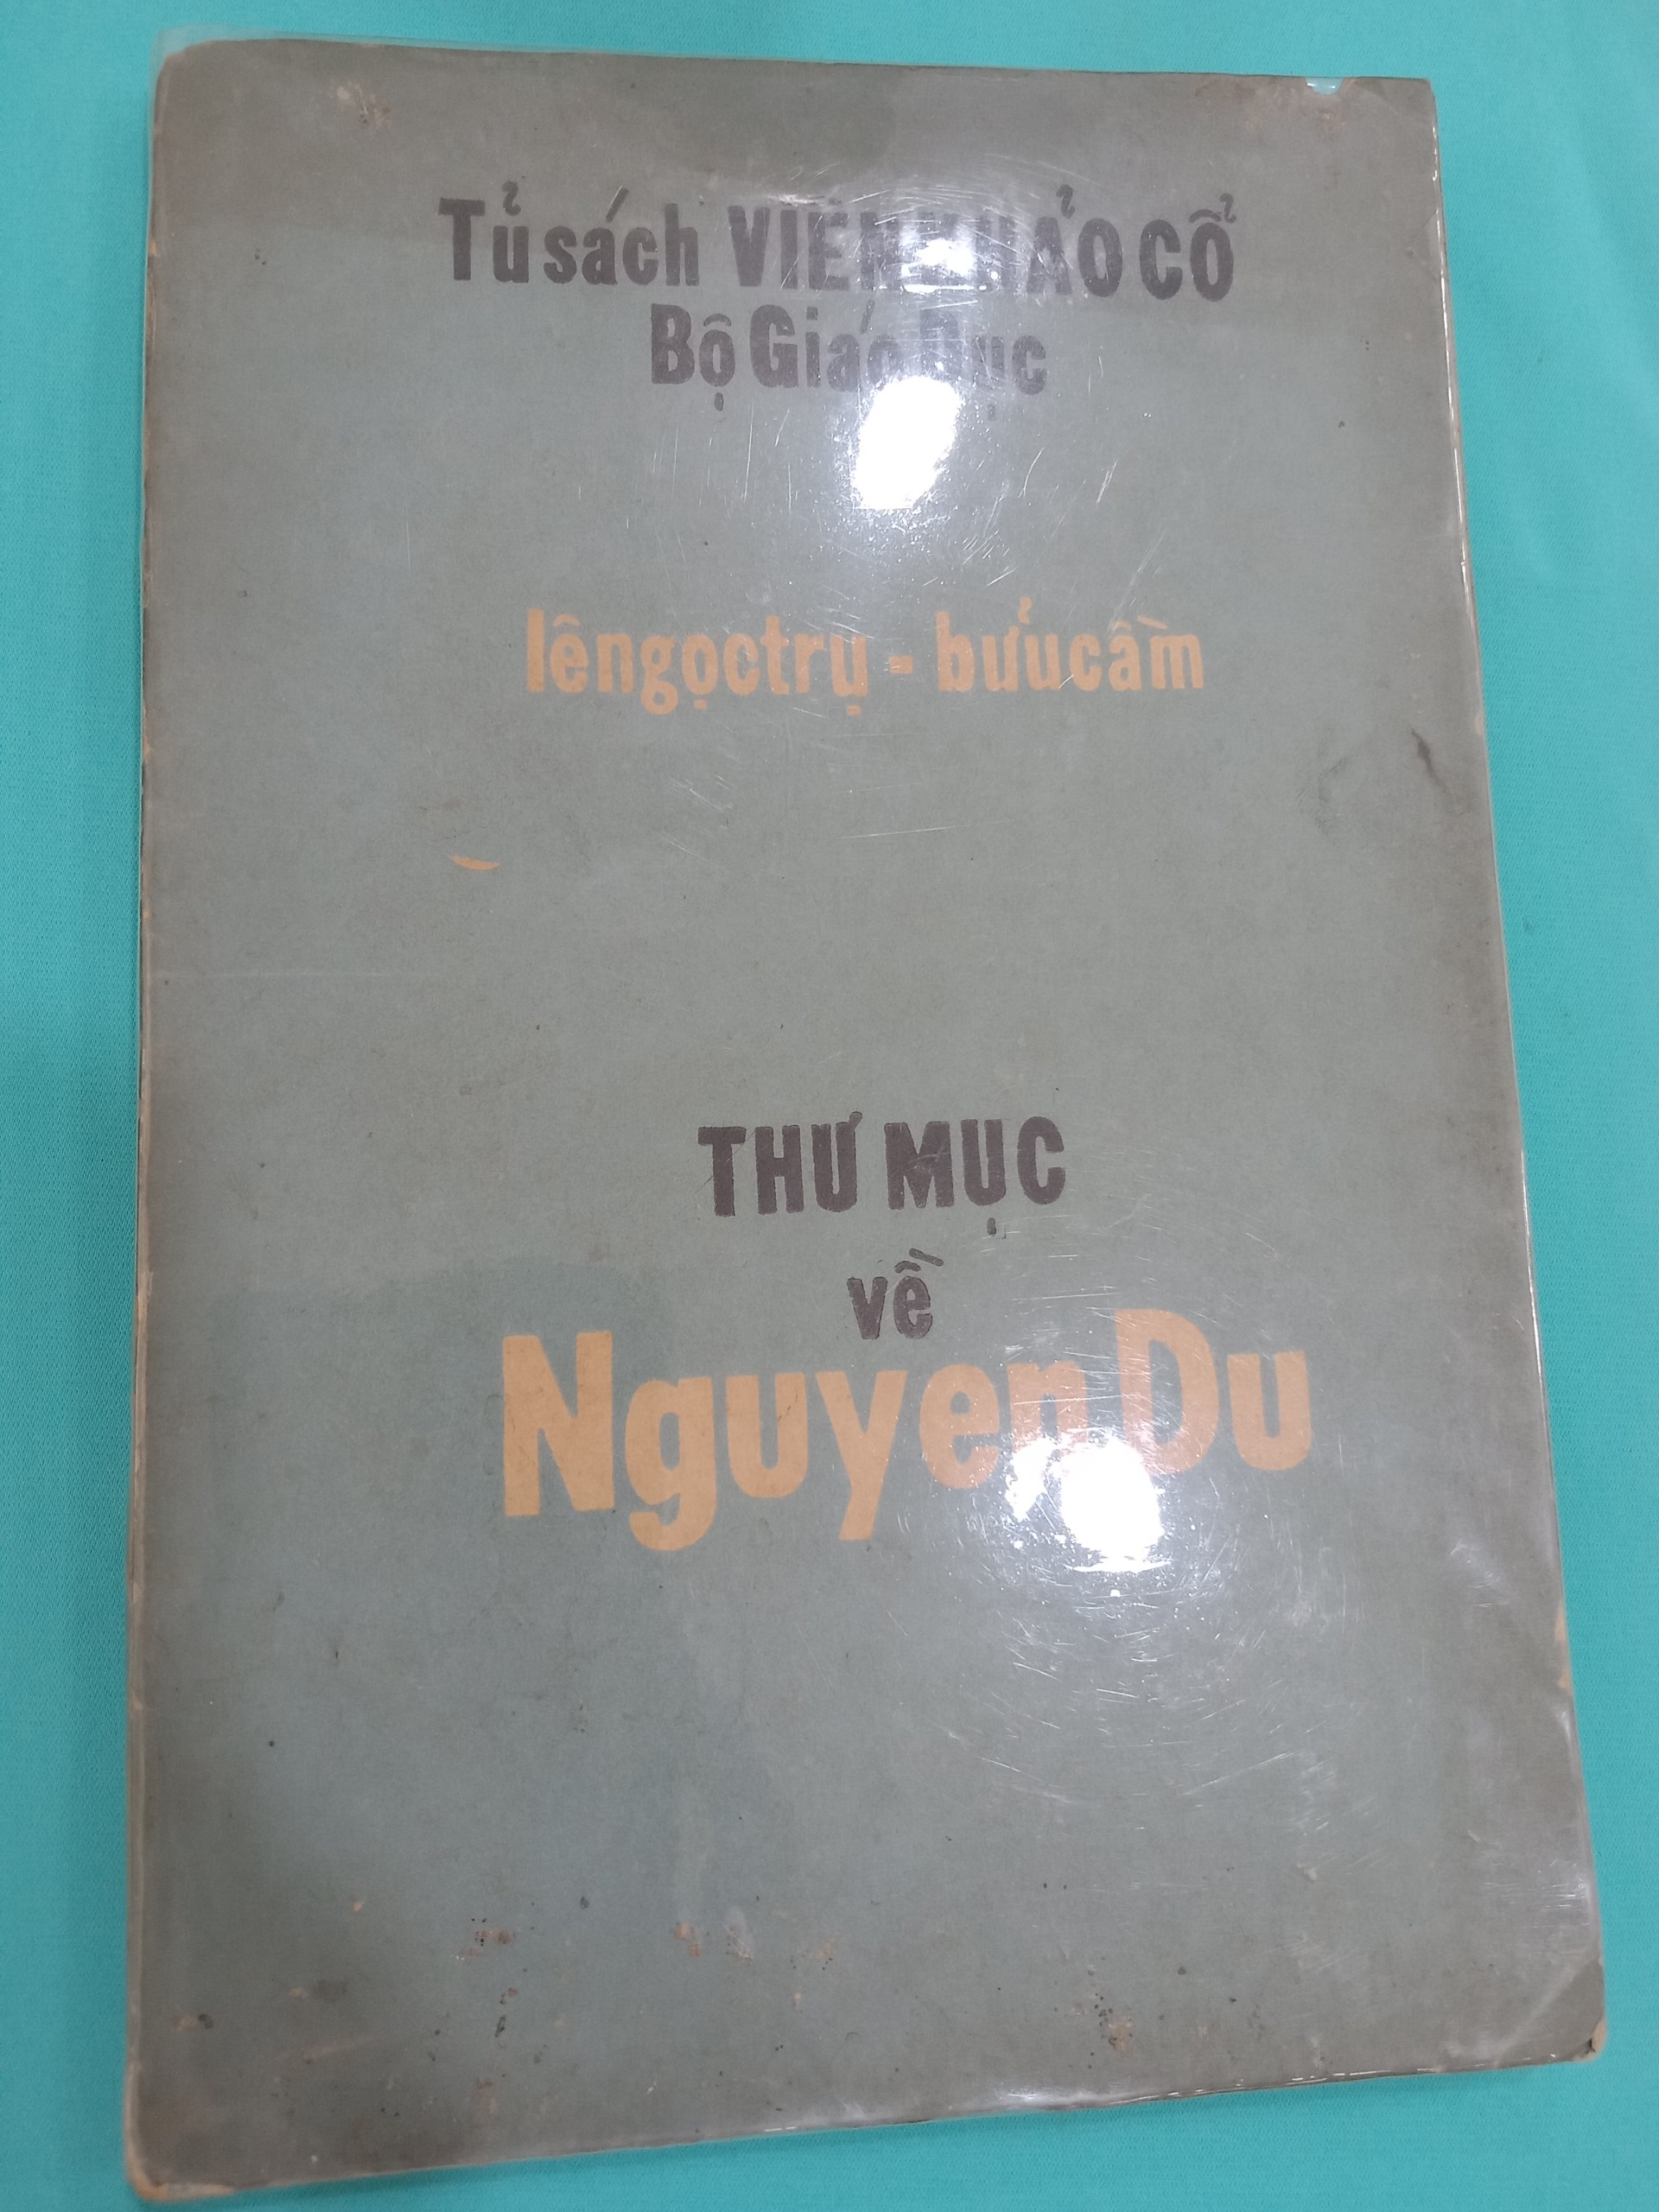 Tủ sách VIỆN KHẢO CỔ
Bộ Giáo Dục
lêngọctrụ - bửucầm
THƯ MỤC
về
Nguyen Du